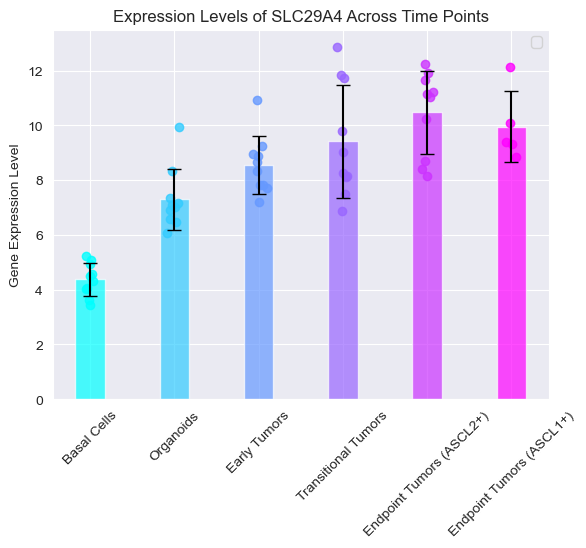 Expression Levels of SLC29A4 Across Time Points
Gene Expression Level
12
10
8
6
4
2
0
Basal Cells
Organoids
Early Tumors
Transitional Tumors
Endpoint Tumors (ASCL2+)
Endpoint Tumors (ASCL1+)